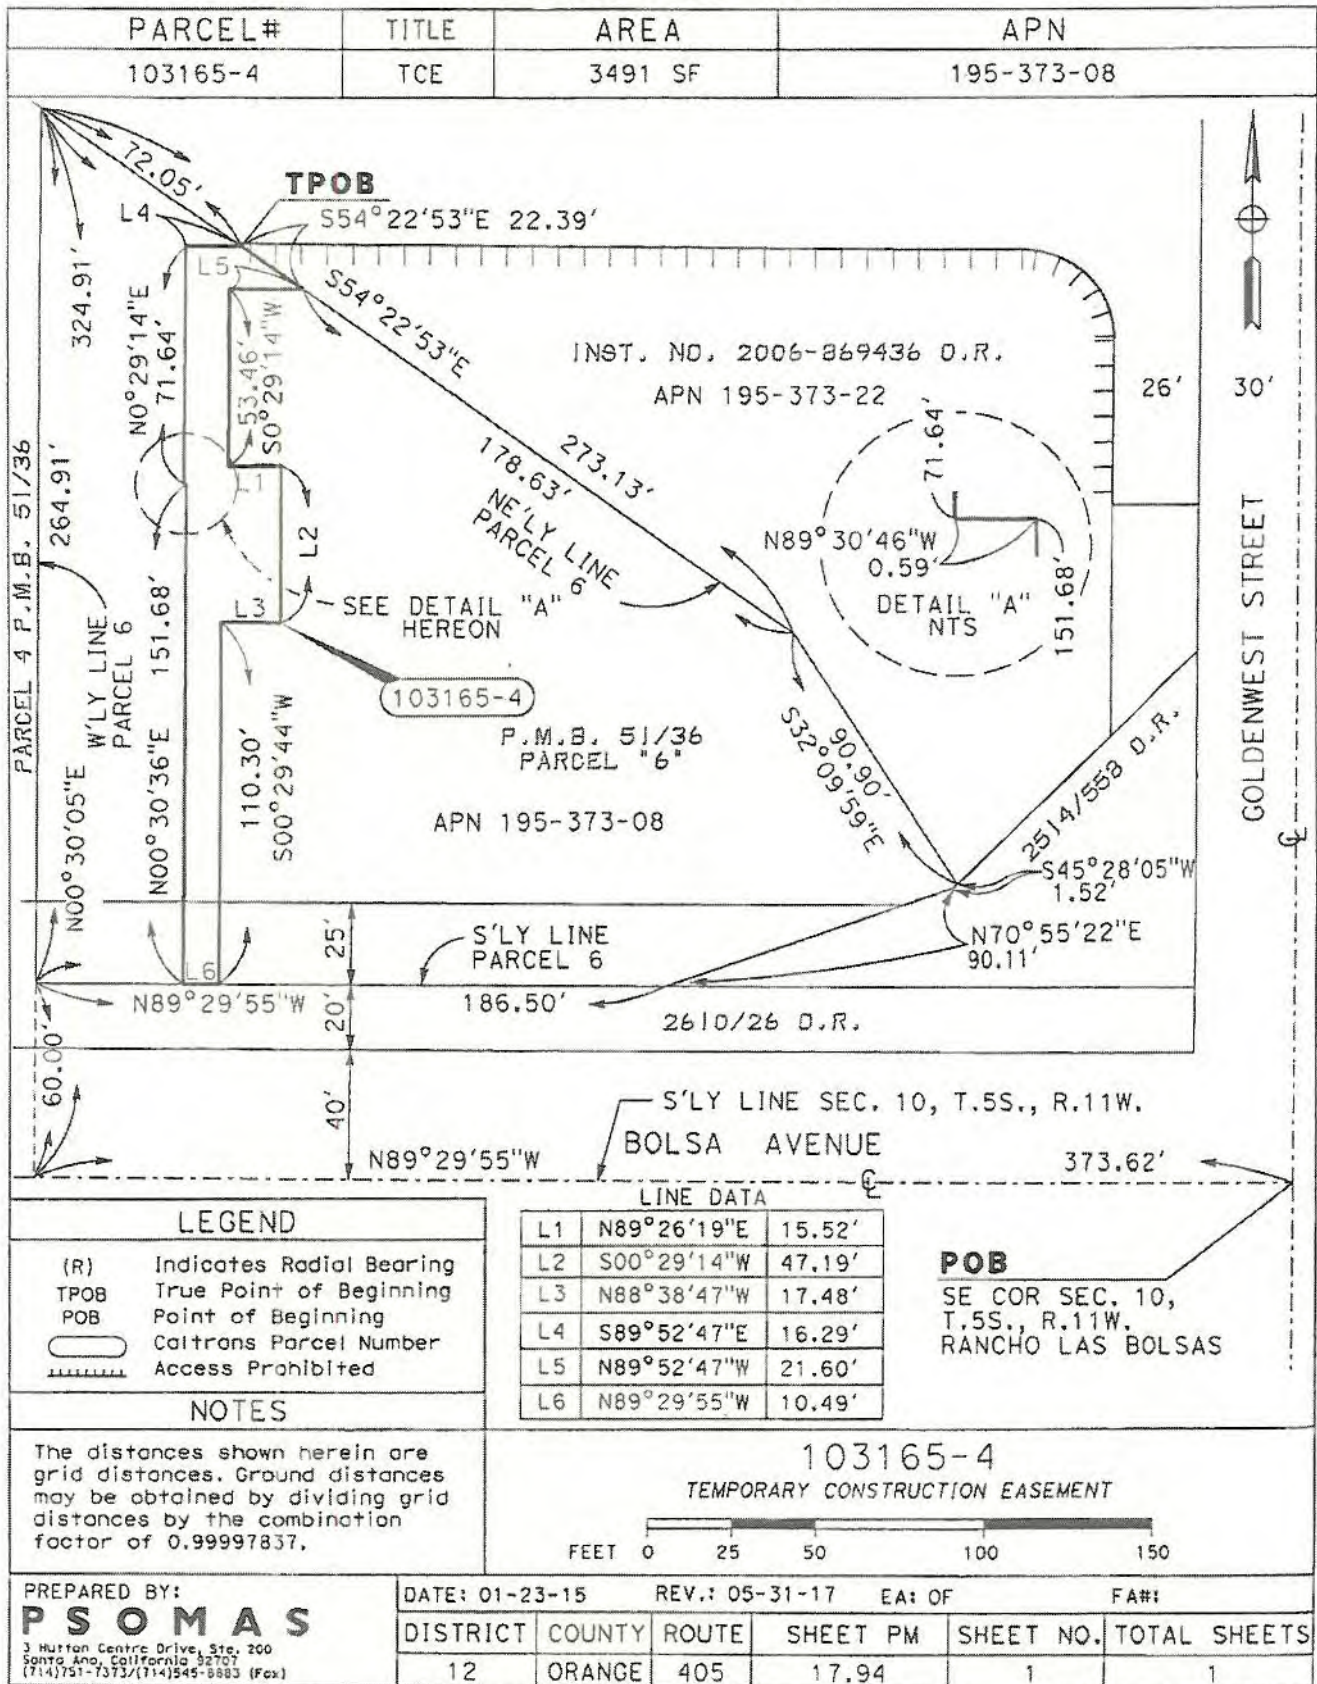 PARCEL# TITLE AREA APN
103165-4 TCE 3491 SF 195-373-08
72.05'
TPOB
L4
S54°22'53"E 22.39'
L5
324.91'
N0°29'14"E
71.64'
53.46'
S0°29'14"W
S54°22'53"E
INST. NO. 2006-869436 O.R.
APN 195-373-22
26' 30'
273.13'
178.63'
NE'LY LINE
PARCEL 6
PARCEL 4 P.M.B. 51/36
264.91'
L1
L2
L3
SEE DETAIL "A"
HEREON
71.64'
N89°30'46"W
0.59'
DETAIL "A"
NTS
151.68'
GOLDENWEST STREET
W'LY LINE
PARCEL 6
151.68'
N00°30'36"E
N00°30'05"E
103165-4
110.30'
S00°29'44"W
P.M.B. 51/36
PARCEL "6"
APN 195-373-08
90.90'
S32°09'59"E
2514/558 O.R.
S45°28'05"W
1.52'
N70°55'22"E
90.11'
25'
S'LY LINE
PARCEL 6
L6
N89°29'55"W
20'
186.50'
2610/26 O.R.
60.00'
40'
S'LY LINE SEC. 10, T.5S., R.11W.
BOLSA AVENUE
N89°29'55"W
373.62'
LINE DATA
L1 N89°26'19"E 15.52'
L2 S00°29'14"W 47.19'
L3 N88°38'47"W 17.48'
L4 S89°52'47"E 16.29'
L5 N89°52'47"W 21.60'
L6 N89°29'55"W 10.49'
POB
SE COR SEC. 10,
T.5S., R.11W.
RANCHO LAS BOLSAS
LEGEND
(R) Indicates Radial Bearing
TPOB True Point of Beginning
POB Point of Beginning
Caltrans Parcel Number
Access Prohibited
NOTES
The distances shown herein are
grid distances. Ground distances
may be obtained by dividing grid
distances by the combination
factor of 0.99997837.
103165-4
TEMPORARY CONSTRUCTION EASEMENT
FEET 0 25 50 100 150
PREPARED BY:
PSOMAS
3 Hutton Centre Drive, Ste. 200
Santa Ana, California 92707
(714)751-7373/(714)545-8883 (Fax)
DATE: 01-23-15 REV.: 05-31-17 EA: OF FA#:
DISTRICT COUNTY ROUTE SHEET PM SHEET NO. TOTAL SHEETS
12 ORANGE 405 17.94 1 1